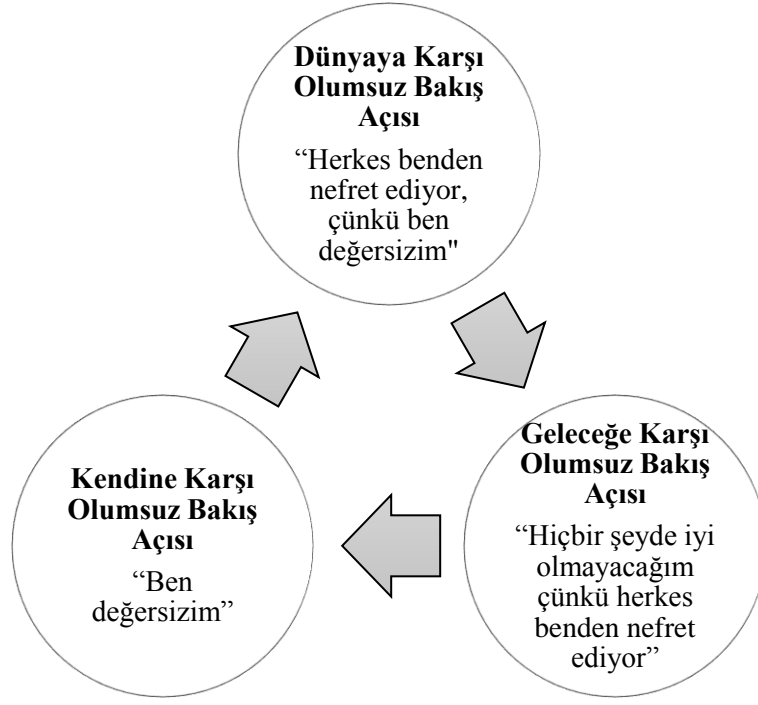 Dünyaya Karşı
Olumsuz Bakış
Açısı
“Herkes benden
nefret ediyor,
çünkü ben
değersizim"
Geleceğe Karşı
Olumsuz Bakış
Açısı
“Hiçbir şeyde iyi
olmayacağım
çünkü herkes
benden nefret
ediyor”
Kendine Karşı
Olumsuz Bakış
Açısı
“Ben
değersizim”